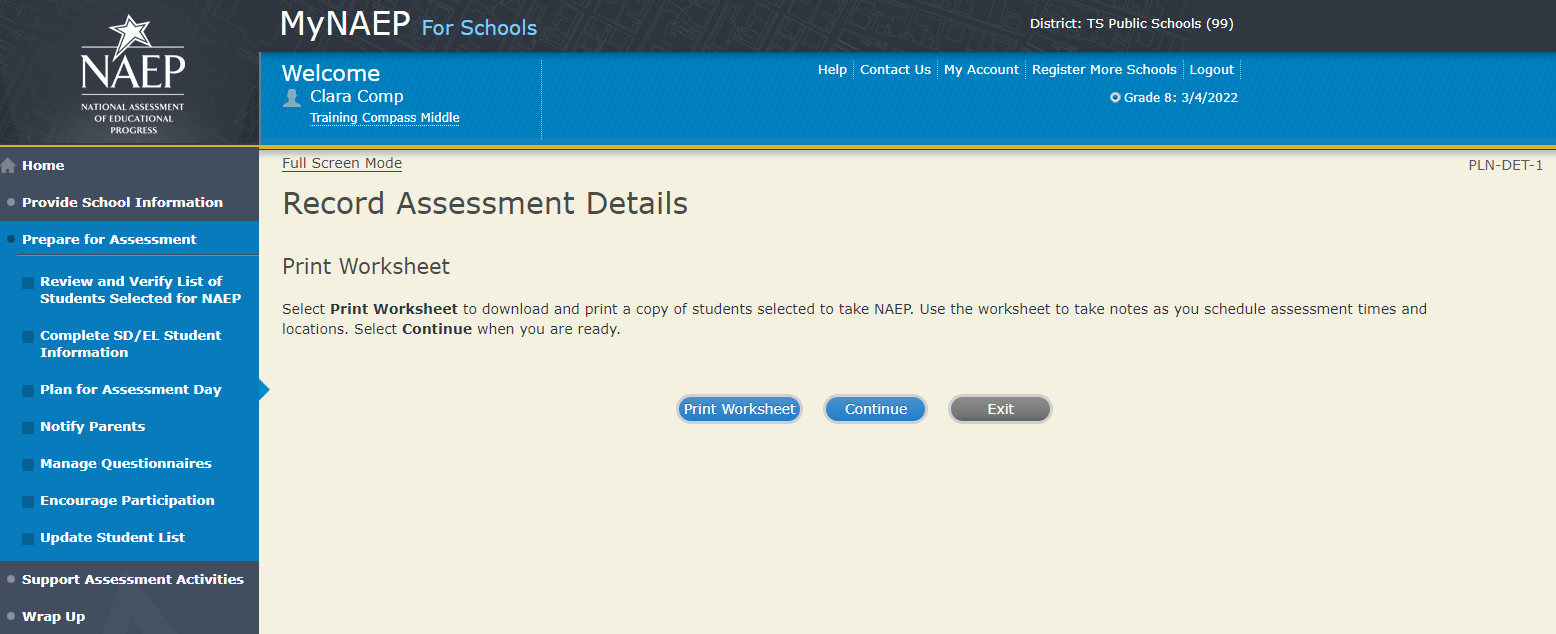 NAEP
NATIONAL ASSESSMENT
OF EDUCATIONAL
PROGRESS
MyNAEP For Schools
District: TS Public Schools (99)
Welcome
Clara Comp
Training Compass Middle
Help Contact Us My Account Register More Schools Logout
Grade 8: 3/4/2022
Home
Provide School Information
Prepare for Assessment
Review and Verify List of
Students Selected for NAEP
Complete SD/EL Student
Information
Plan for Assessment Day
Notify Parents
Manage Questionnaires
Encourage Participation
Update Student List
Support Assessment Activities
Wrap Up
Full Screen Mode
PLN-DET-1
Record Assessment Details
Print Worksheet
Select Print Worksheet to download and print a copy of students selected to take NAEP. Use the worksheet to take notes as you schedule assessment times and
locations. Select Continue when you are ready.
Print Worksheet Continue Exit